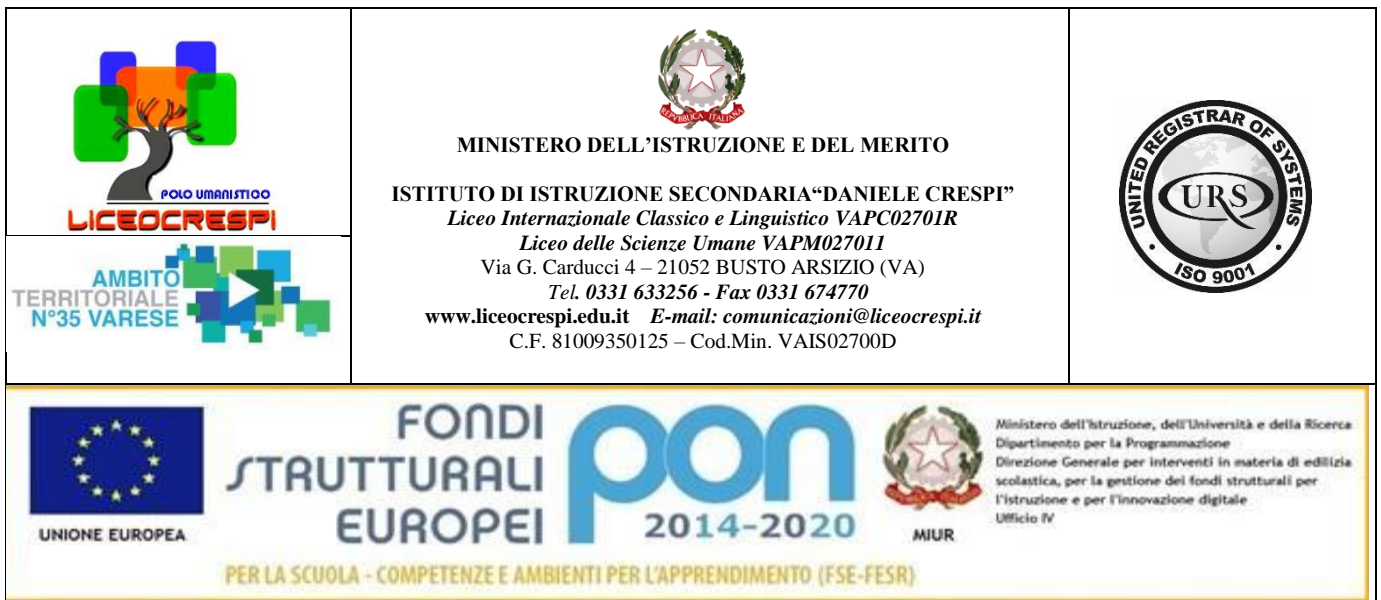 POLO UMANISTICO
LICEOCRESPI
AMBITO
TERRITORIALE
N°35 VARESE
REPVBBLICA ITALIANA
MINISTERO DELL’ISTRUZIONE E DEL MERITO
ISTITUTO DI ISTRUZIONE SECONDARIA“DANIELE CRESPI”
Liceo Internazionale Classico e Linguistico VAPC02701R
Liceo delle Scienze Umane VAPM027011
Via G. Carducci 4 – 21052 BUSTO ARSIZIO (VA)
Tel. 0331 633256 - Fax 0331 674770
www.liceocrespi.edu.it E-mail: comunicazioni@liceocrespi.it
C.F. 81009350125 – Cod.Min. VAIS02700D
UNITED REGISTRAR OF SYSTEMS
URS
ISO 9001
UNIONE EUROPEA
FONDI
STRUTTURALI
EUROPEI
pon
2014-2020
MIUR
Ministero dell'Istruzione, dell'Università e della Ricerca
Dipartimento per la Programmazione
Direzione Generale per interventi in materia di edilizia
scolastica, per la gestione dei fondi strutturali per
l'istruzione e per l'innovazione digitale
Ufficio IV
PER LA SCUOLA - COMPETENZE E AMBIENTI PER L'APPRENDIMENTO (FSE-FESR)